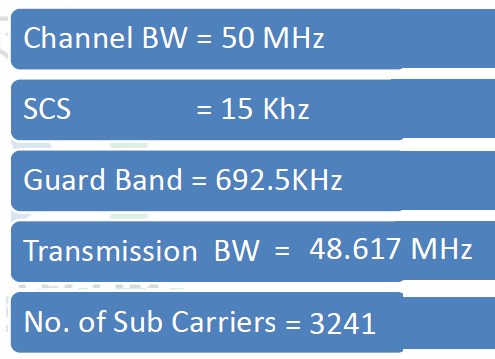 Channel BW = 50 MHz
SCS = 15 Khz
Guard Band = 692.5KHz
Transmission BW = 48.617 MHz
No. of Sub Carriers = 3241